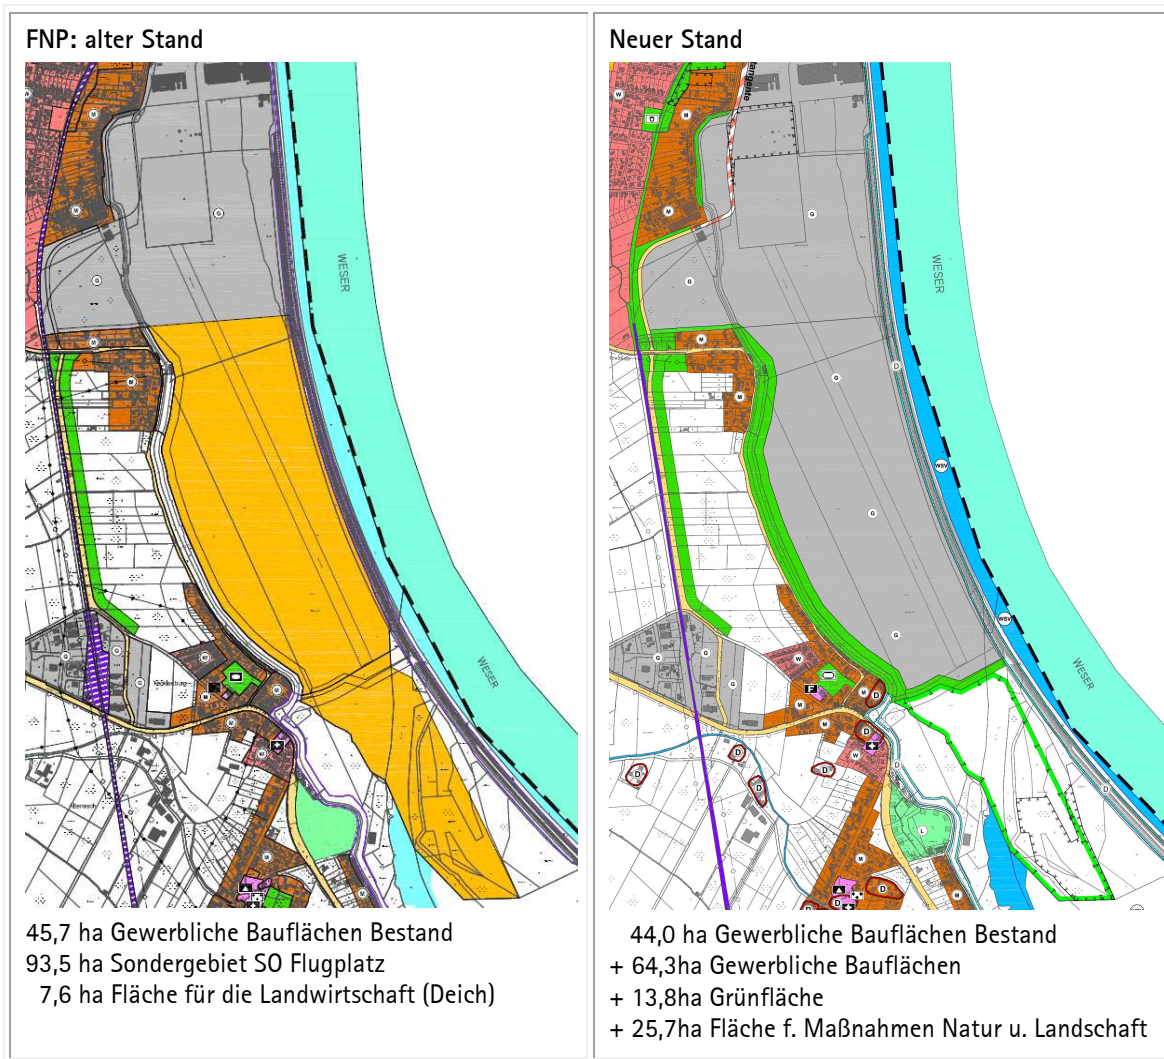 FNP: alter Stand
WESER
WESER
45,7 ha Gewerbliche Bauflächen Bestand
93,5 ha Sondergebiet SO Flugplatz
7,6 ha Fläche für die Landwirtschaft (Deich)
Neuer Stand
W
M
M
G
G
M
M
D
WSV
G
G
WSV
G
WESER
W
G
G
G
F
M
M
M
D
D
W
D
D
D
D
D
L
M
D
M
D
44,0 ha Gewerbliche Bauflächen Bestand
+ 64,3ha Gewerbliche Bauflächen
+ 13,8ha Grünfläche
+ 25,7ha Fläche f. Maßnahmen Natur u. Landschaft